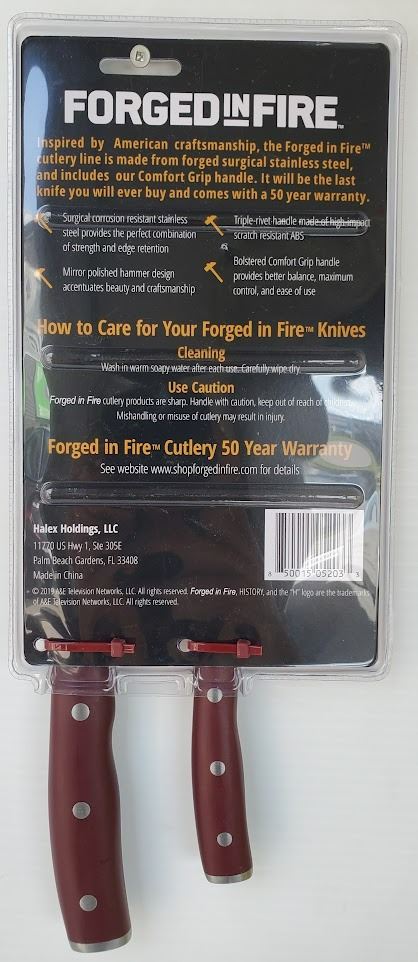 FORGED IN FIRE™
Inspired by American craftsmanship, the Forged in Fire™
cutlery line is made from forged surgical stainless steel,
and includes our Comfort Grip handle. It will be the last
knife you will ever buy and comes with a 50 year warranty.
Surgical corrosion resistant stainless
steel provides the perfect combination
of strength and edge retention
Triple-rivet handle made of high-impact
scratch resistant ABS
Mirror polished hammer design
accentuates beauty and craftsmanship
Bolstered Comfort Grip handle
provides better balance, maximum
control, and ease of use
How to Care for Your Forged in Fire™ Knives
Cleaning
Wash in warm soapy water after each use. Carefully wipe dry.
Use Caution
Forged in Fire cutlery products are sharp. Handle with caution, keep out of reach of children.
Mishandling or misuse of cutlery may result in injury.
Forged in Fire™ Cutlery 50 Year Warranty
See website www.shopforgedinfire.com for details
Halex Holdings, LLC
11770 US Hwy 1, Ste 305E
Palm Beach Gardens, FL 33408
Made in China
8 50015 05203 3
© 2019 A&E Television Networks, LLC. All rights reserved. Forged in Fire, HISTORY, and the "H" logo are the trademarks
of A&E Television Networks, LLC. All rights reserved.